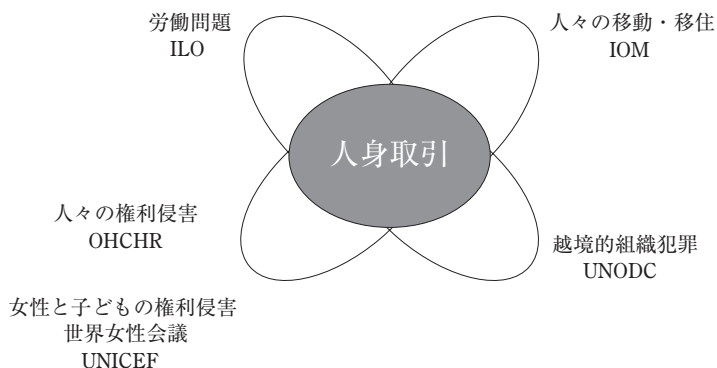 労働問題
ILO
人々の移動・移住
IOM
人身取引
人々の権利侵害
OHCHR
越境的組織犯罪
UNODC
女性と子どもの権利侵害
世界女性会議
UNICEF